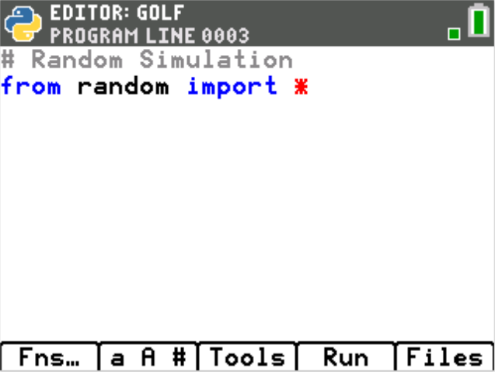 EDITOR: GOLF
PROGRAM LINE 0003
# Random Simulation
from random import *
Fns… a A # Tools Run Files